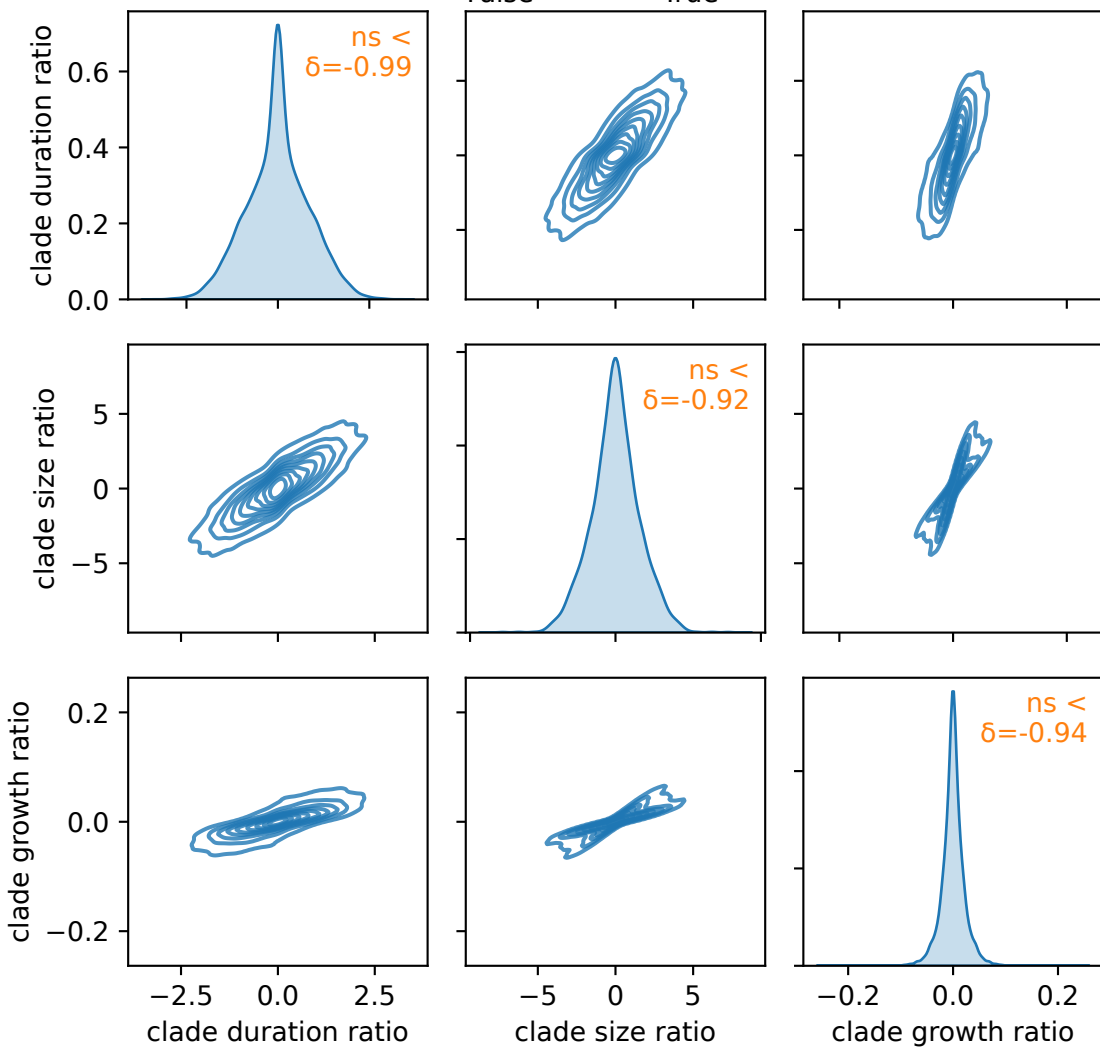 True
ns <
δ=-0.99
clade duration ratio
0.6
0.4
0.2
0.0
ns <
δ=-0.92
clade size ratio
5
0
−5
ns <
δ=-0.94
clade growth ratio
0.2
0.0
−0.2
−2.5 0.0 2.5 −5 0 5 −0.2 0.0 0.2
clade duration ratio clade size ratio clade growth ratio